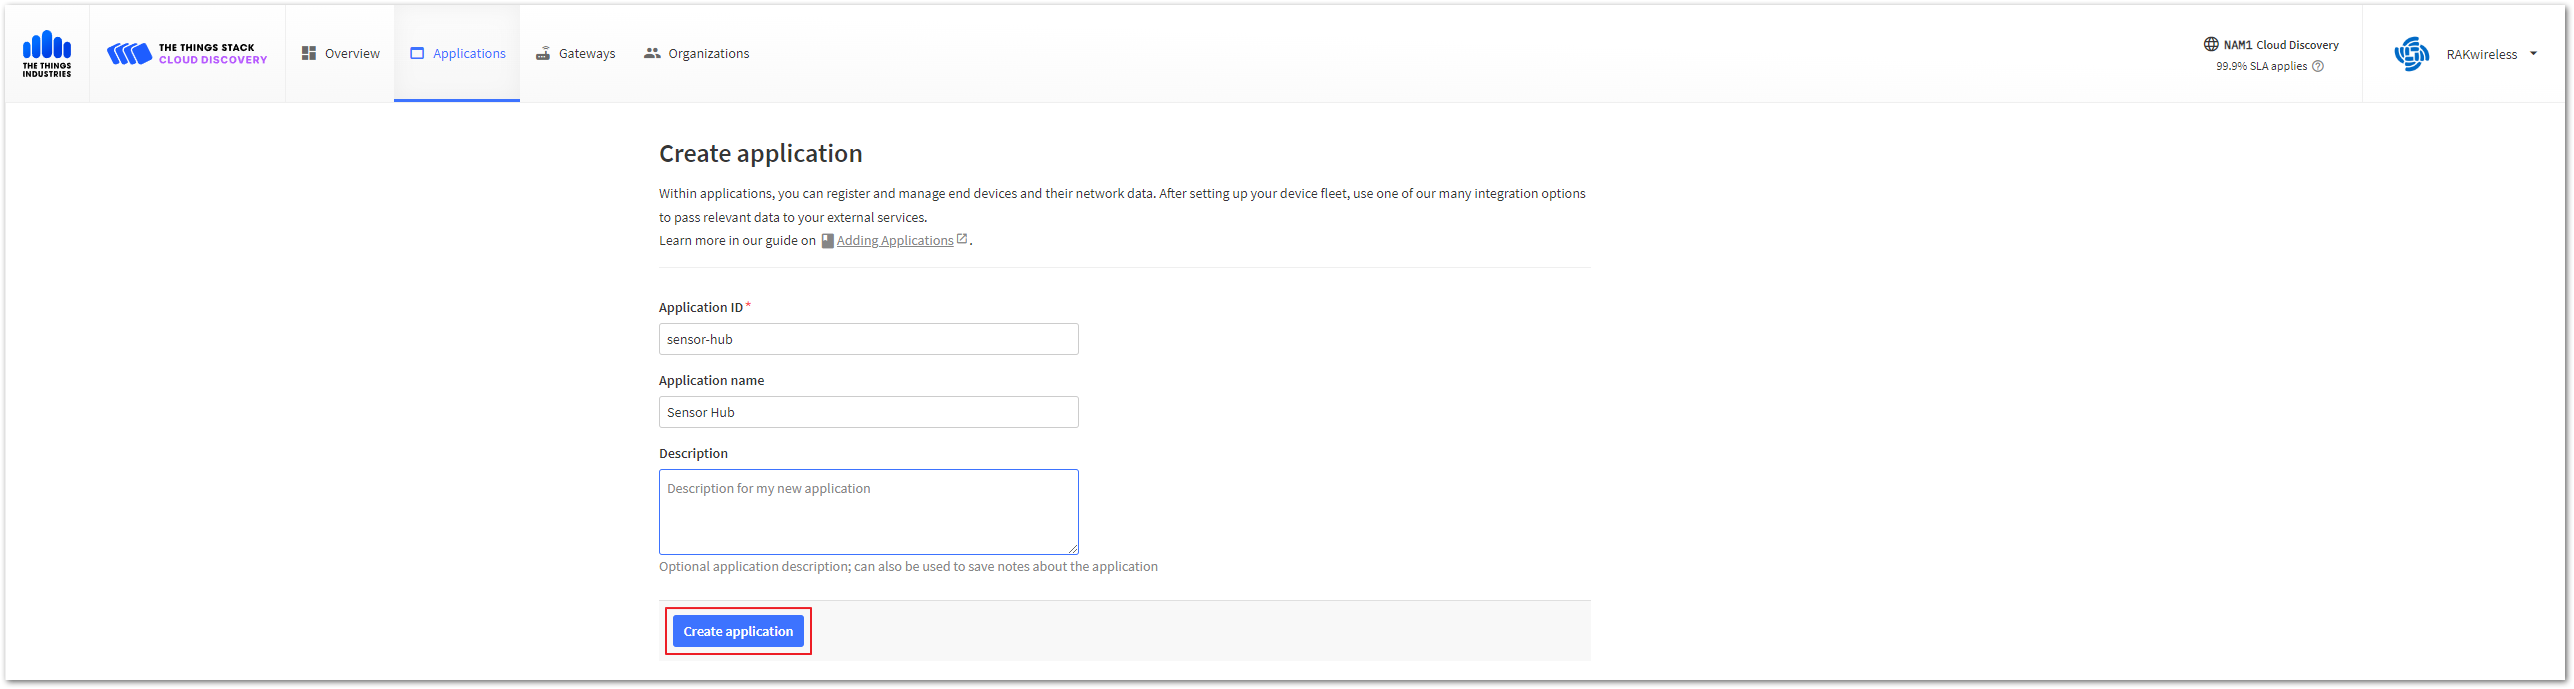 THE THINGS
INDUSTRIES
THE THINGS STACK
CLOUD DISCOVERY
Overview
Applications
Gateways
Organizations
NAM1 Cloud Discovery
99.9% SLA applies
RAKwireless
Create application
Within applications, you can register and manage end devices and their network data. After setting up your device fleet, use one of our many integration options
to pass relevant data to your external services.
Learn more in our guide on Adding Applications.
Application ID*
sensor-hub
Application name
Sensor Hub
Description
Description for my new application
Optional application description; can also be used to save notes about the application
Create application